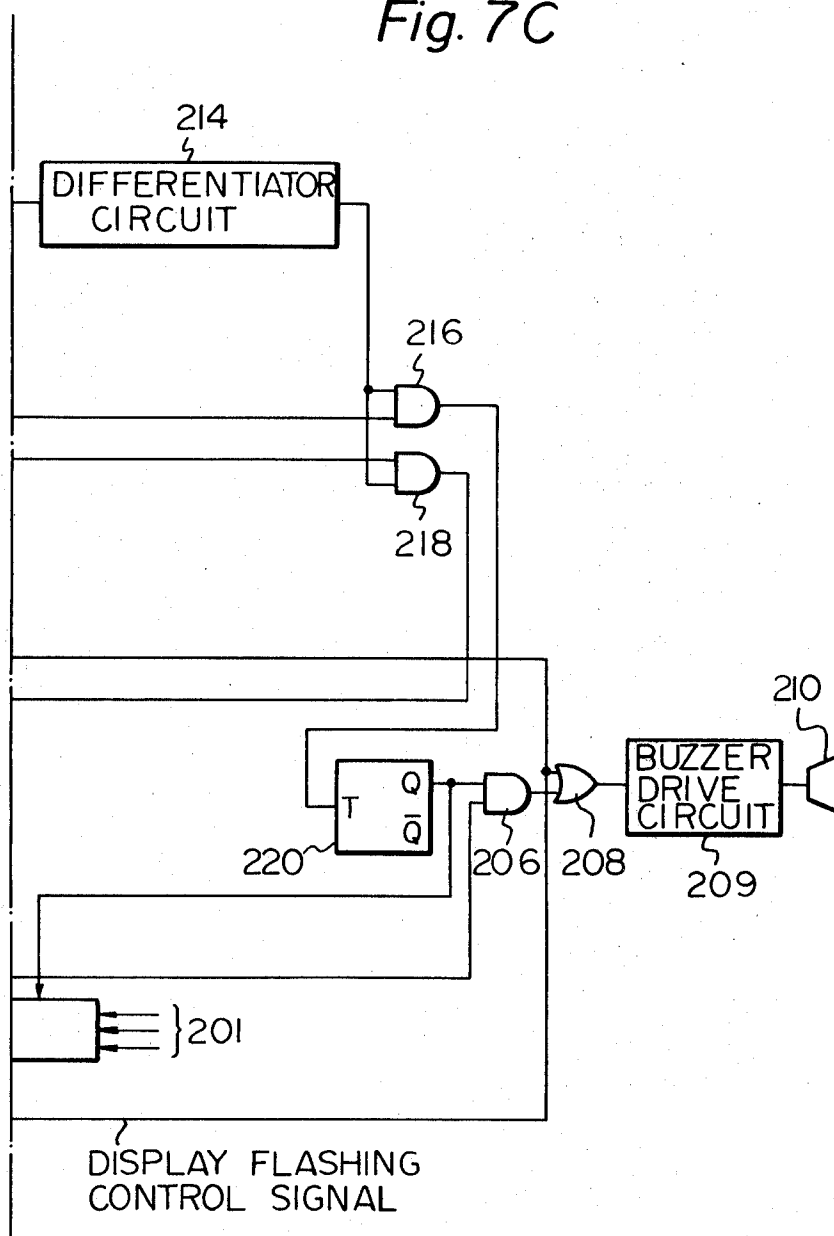 Fig. 7C
214
DIFFERENTIATOR
CIRCUIT
216
218
210
BUZZER
DRIVE
CIRCUIT
T
Q
Q̅
220
206
208
209
}201
DISPLAY FLASHING
CONTROL SIGNAL